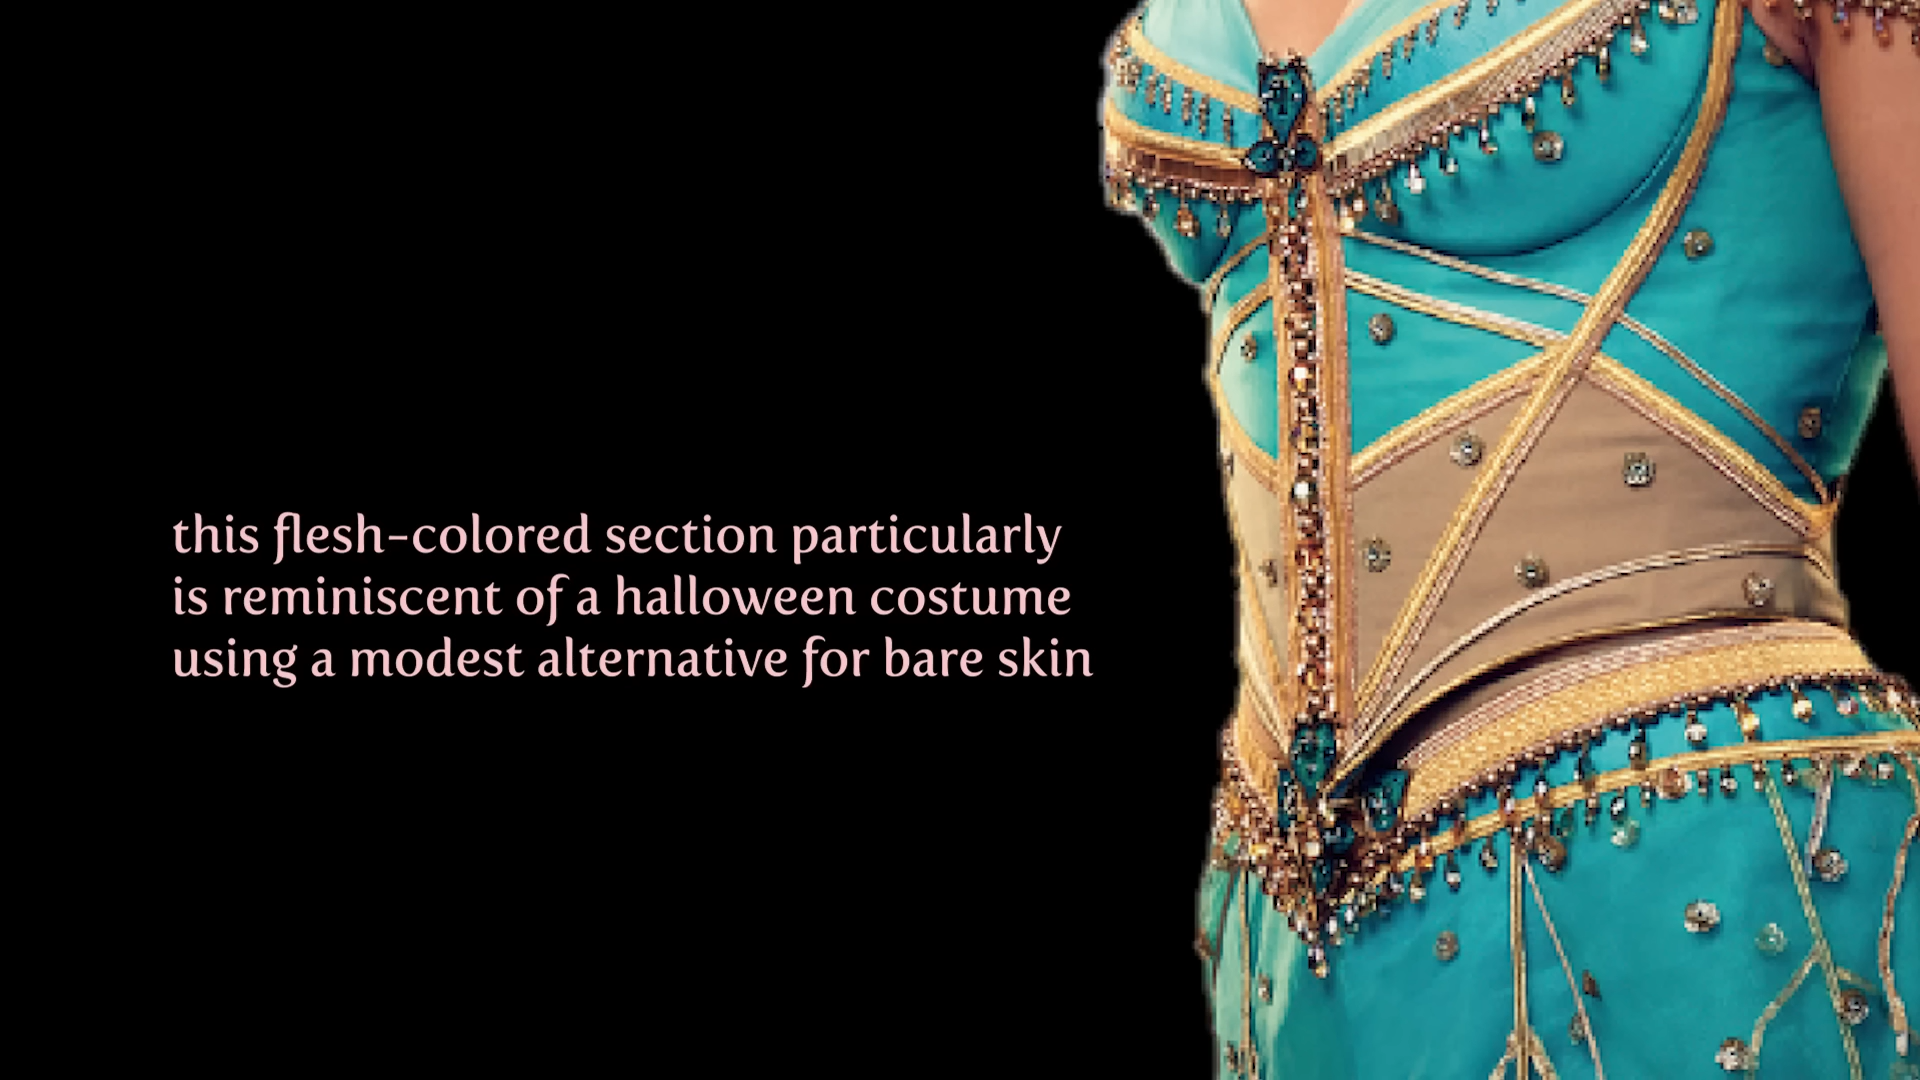 this flesh-colored section particularly
is reminiscent of a halloween costume
using a modest alternative for bare skin